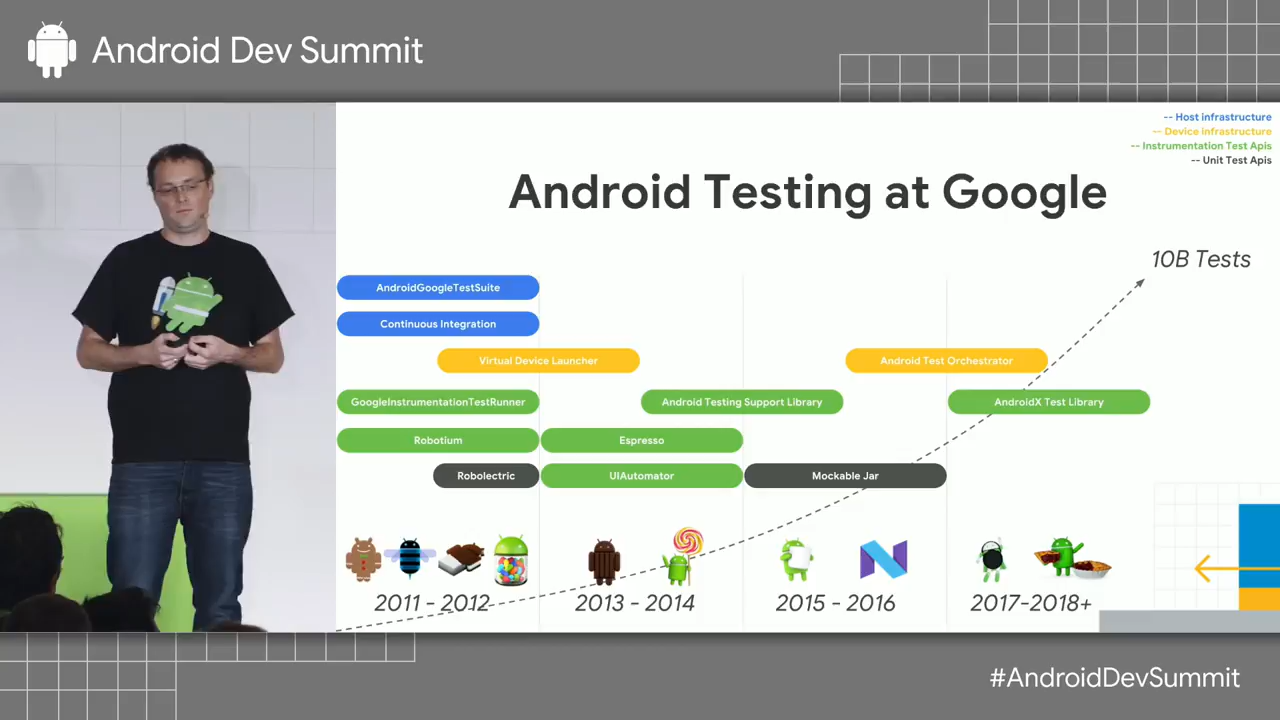 Android Dev Summit
-- Host infrastructure
-- Device infrastructure
-- Instrumentation Test Apis
-- Unit Test Apis
Android Testing at Google
10B Tests
AndroidGoogleTestSuite
Continuous Integration
Virtual Device Launcher
Android Test Orchestrator
GoogleInstrumentationTestRunner
Android Testing Support Library
AndroidX Test Library
Robotium
Espresso
Robolectric
UIAutomator
Mockable Jar
2011 - 2012
2013 - 2014
2015 - 2016
2017-2018+
#AndroidDevSummit